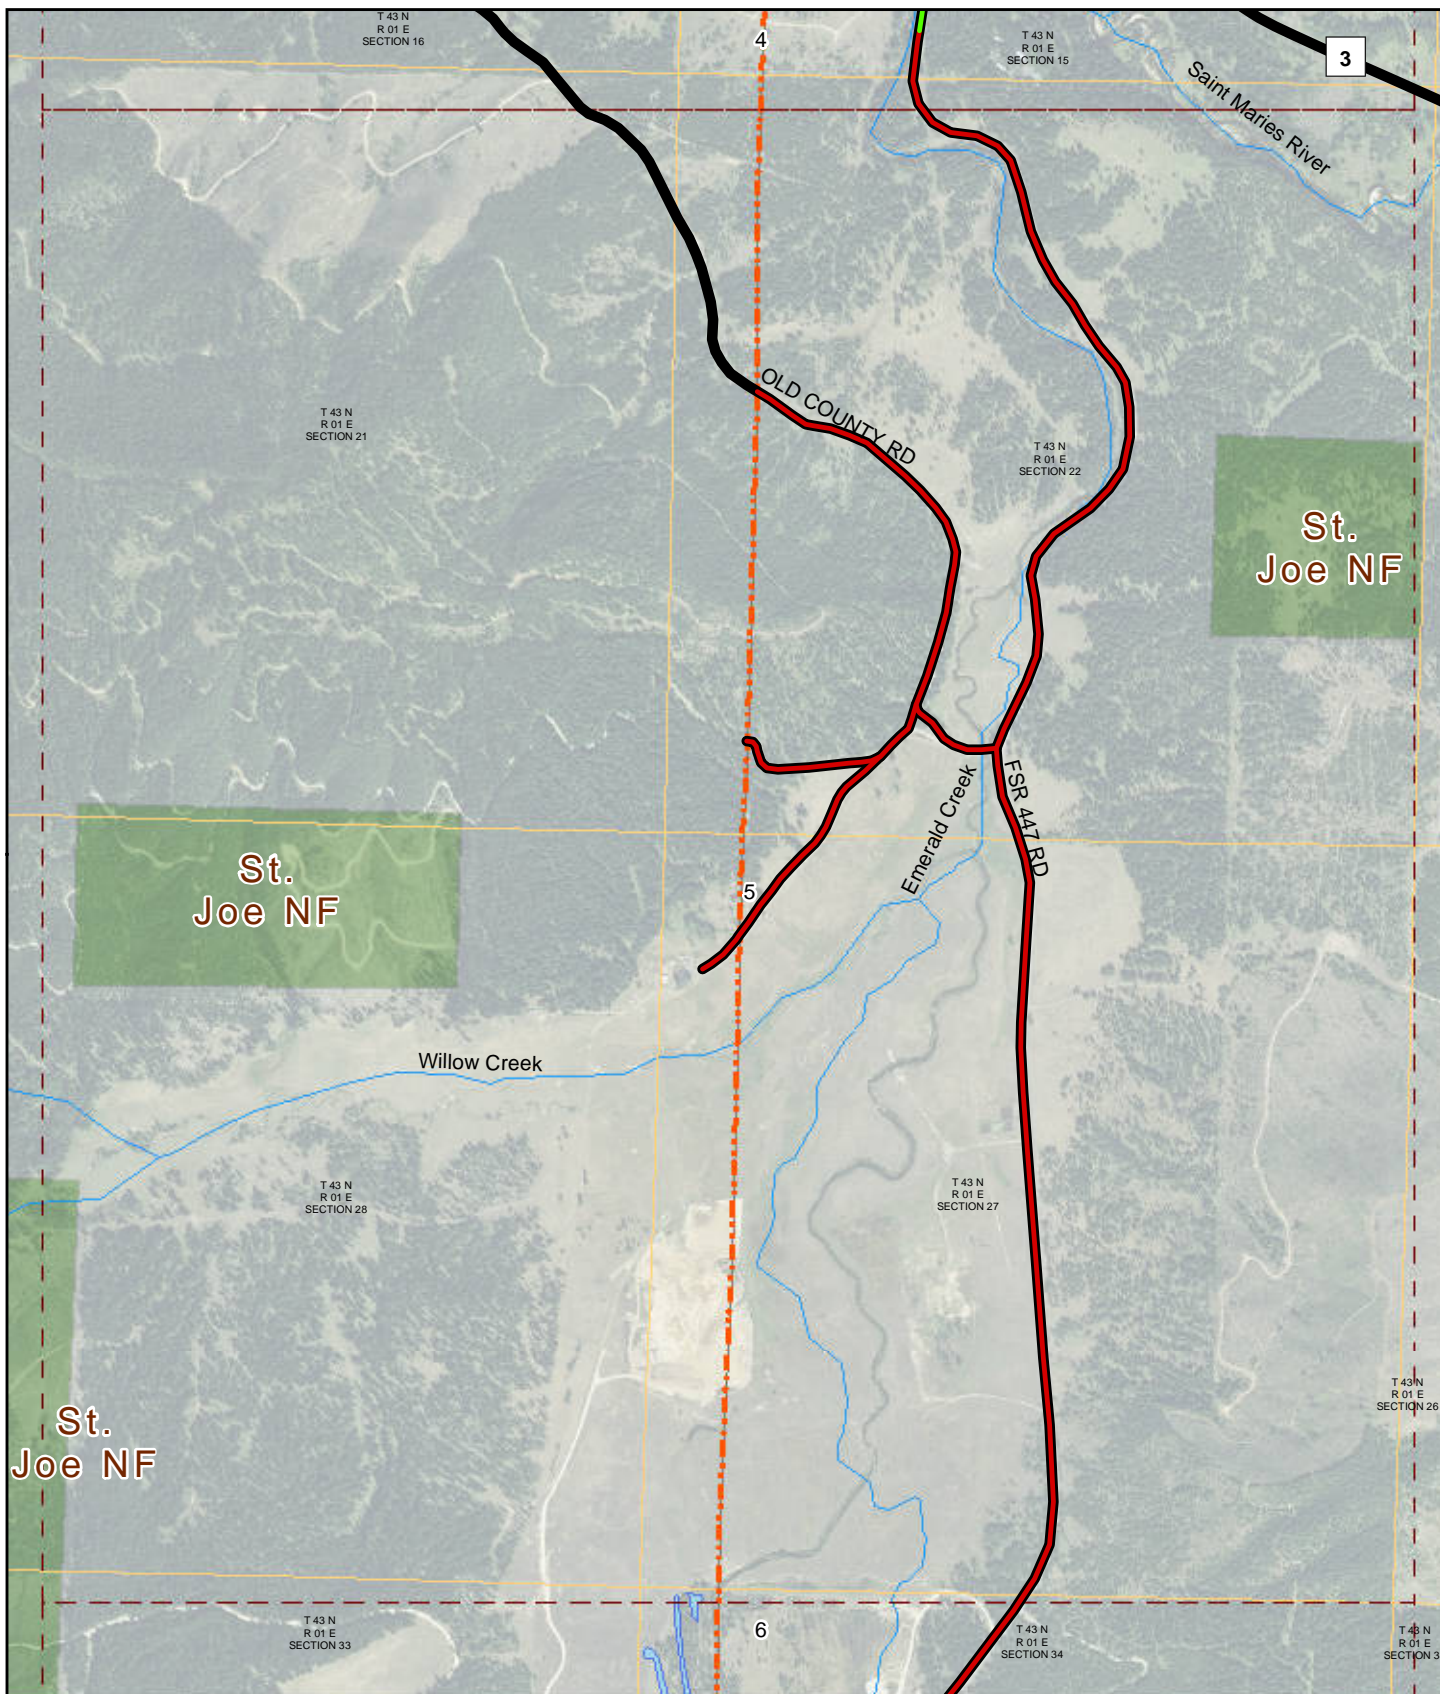 T 43 N
R 01 E
SECTION 16
4
T 43 N
R 01 E
SECTION 15
3
Saint Maries River
OLD COUNTY RD
T 43 N
R 01 E
SECTION 21
T 43 N
R 01 E
SECTION 22
St.
Joe NF
FSR 447 RD
Emerald Creek
St.
Joe NF
5
Willow Creek
T 43 N
R 01 E
SECTION 28
T 43 N
R 01 E
SECTION 27
T 43 N
R 01 E
SECTION 26
St.
Joe NF
T 43 N
R 01 E
SECTION 33
6
T 43 N
R 01 E
SECTION 34
T 43 N
R 01 E
SECTION 3